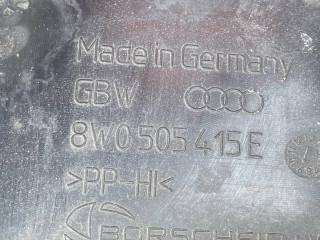 Made in Germany
GBW
8W0 505 415 E
>PP-HI<